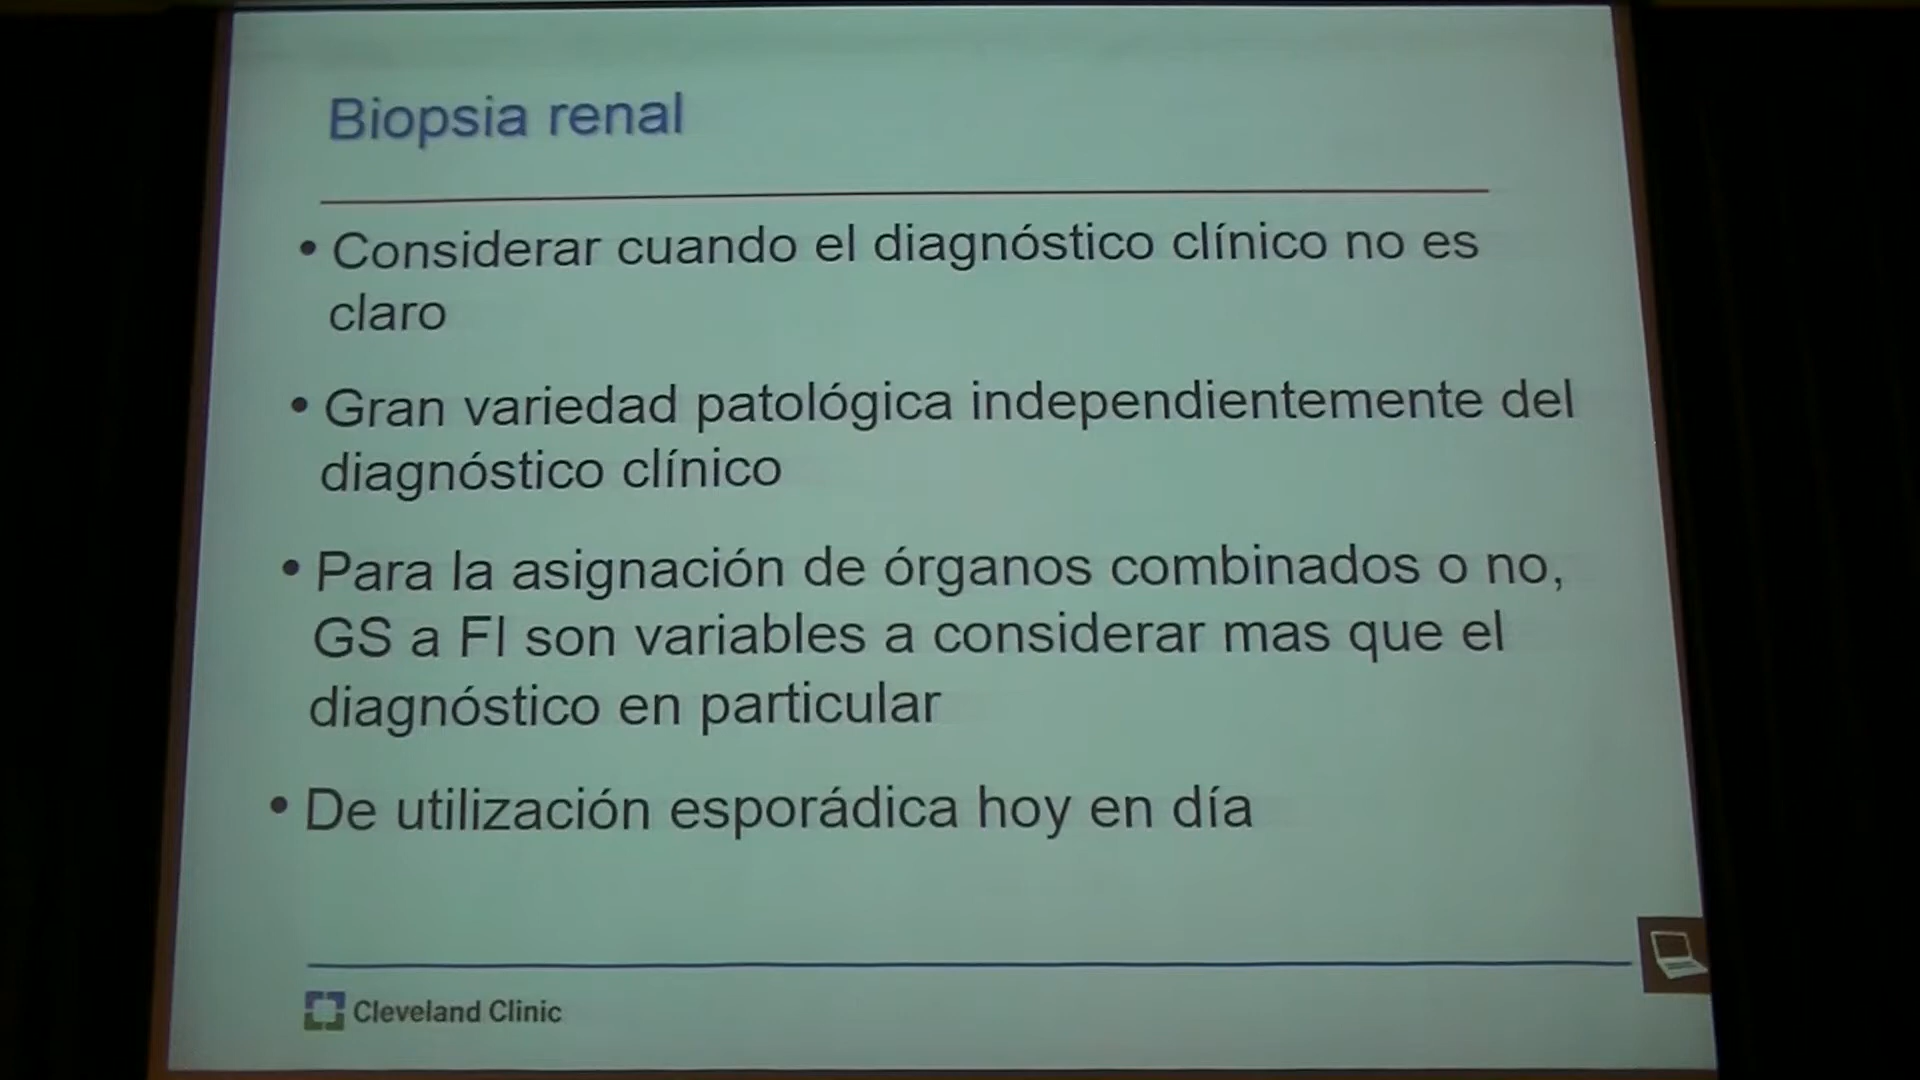 Biopsia renal
• Considerar cuando el diagnóstico clínico no es
claro
• Gran variedad patológica independientemente del
diagnóstico clínico
• Para la asignación de órganos combinados o no,
GS a FI son variables a considerar mas que el
diagnóstico en particular
• De utilización esporádica hoy en día
Cleveland Clinic